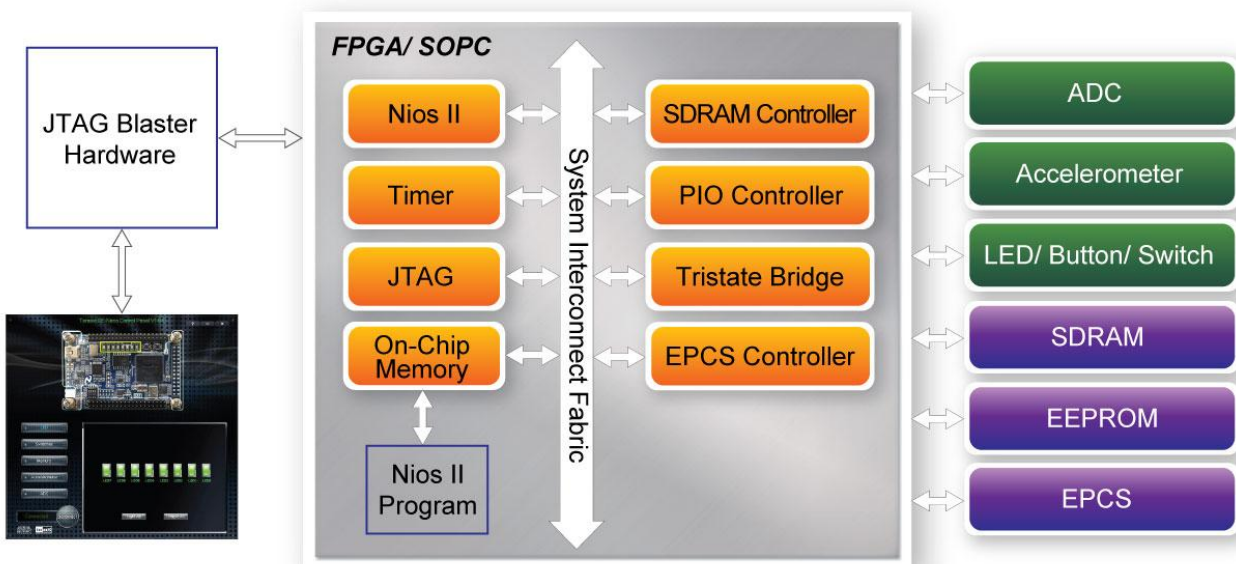 FPGA/ SOPC
JTAG Blaster
Hardware
Nios II
Timer
JTAG
On-Chip
Memory
Nios II
Program
System Interconnect Fabric
SDRAM Controller
PIO Controller
Tristate Bridge
EPCS Controller
ADC
Accelerometer
LED/ Button/ Switch
SDRAM
EEPROM
EPCS